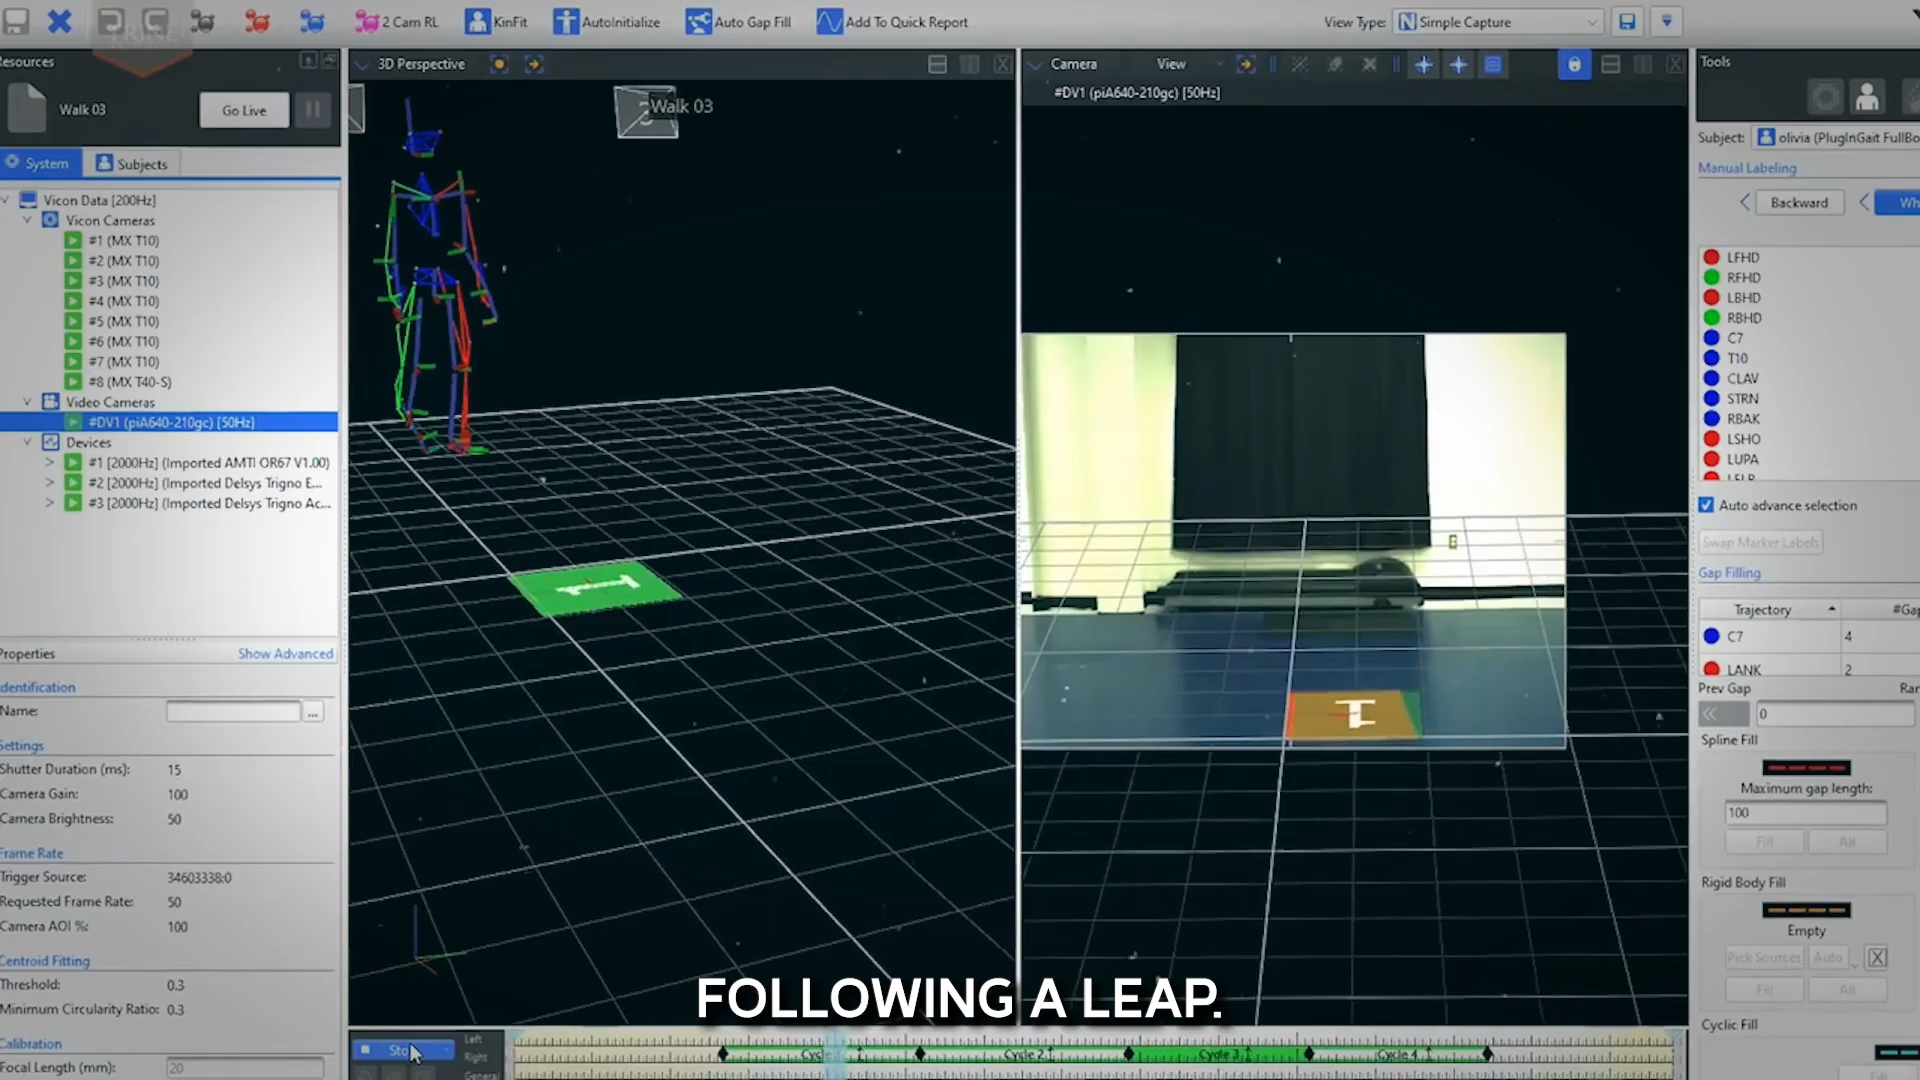 2 Cam RL
KinFit
AutoInitialize
Auto Gap Fill
Add To Quick Report
View Type:
Simple Capture
Resources
Walk 03
Go Live
System
Subjects
Vicon Data [200Hz]
Vicon Cameras
#1 (MX T10)
#2 (MX T10)
#3 (MX T10)
#4 (MX T10)
#5 (MX T10)
#6 (MX T10)
#7 (MX T10)
#8 (MX T40-S)
Video Cameras
#DV1 (piA640-210gc) [50Hz]
Devices
#1 [2000Hz] (Imported AMTI OR67 V1.00)
#2 [2000Hz] (Imported Delsys Trigno E...
#3 [2000Hz] (Imported Delsys Trigno Ac...
Properties
Show Advanced
Identification
Name:
...
Settings
Shutter Duration (ms): 15
Camera Gain: 100
Camera Brightness: 50
Frame Rate
Trigger Source: 34603338:0
Requested Frame Rate: 50
Camera AOI %: 100
Centroid Fitting
Threshold: 0.3
Minimum Circularity Ratio: 0.3
Calibration
Focal Length (mm): 20
3D Perspective
Walk 03
Camera
View
#DV1 (piA640-210gc) [50Hz]
FOLLOWING A LEAP.
Left
Right
General
Cycle 2
Cycle 3
Cycle 4
Tools
Subject:
olivia (PlugInGait FullBo
Manual Labeling
Backward
Wh
LFHD
RFHD
LBHD
RBHD
C7
T10
CLAV
STRN
RBAK
LSHO
LUPA
LELB
Auto advance selection
Swap Marker Labels
Gap Filling
Trajectory
#Gap
C7 4
LANK 2
Prev Gap
Ran
0
Spline Fill
Maximum gap length:
100
Fill
All
Rigid Body Fill
Empty
Pick Sources
Auto
Fill
All
Cyclic Fill
Fill